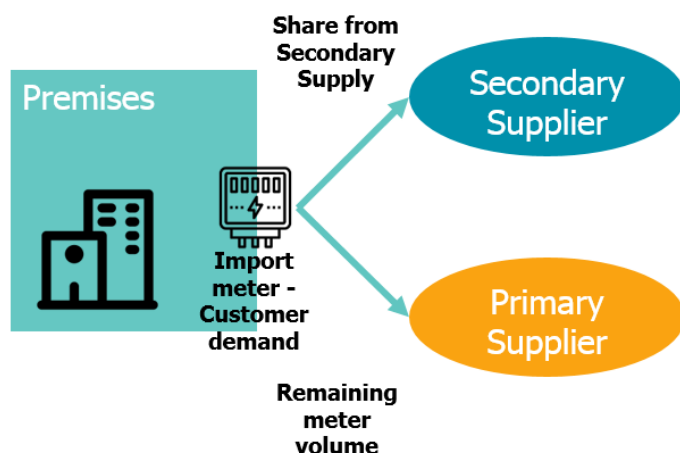 Share from
Secondary
Supply
Premises
Secondary
Supplier
Import
meter -
Customer
demand
Primary
Supplier
Remaining
meter
volume